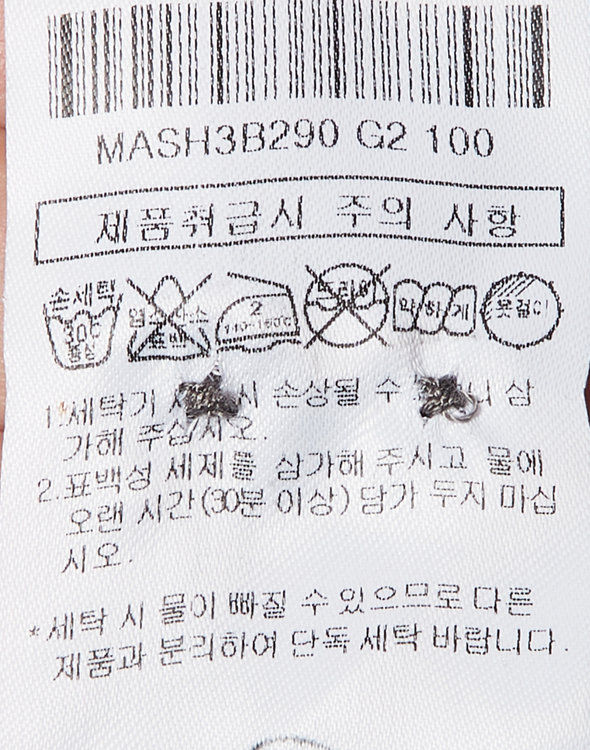 MASH3B290 G2 100
제품취급시 주의 사항
손세탁
30℃
중성
2
110~150℃
약하게
옷걸이
1.세탁기 시 손상될 수 니 삼
가해 주십시오.
2.표백성 세제를 삼가해 주시고 물에
오랜 시간(30분 이상) 담가 두지 마십
시오.
*세탁 시 물이 빠질 수 있으므로 다른
제품과 분리하여 단독 세탁 바랍니다.